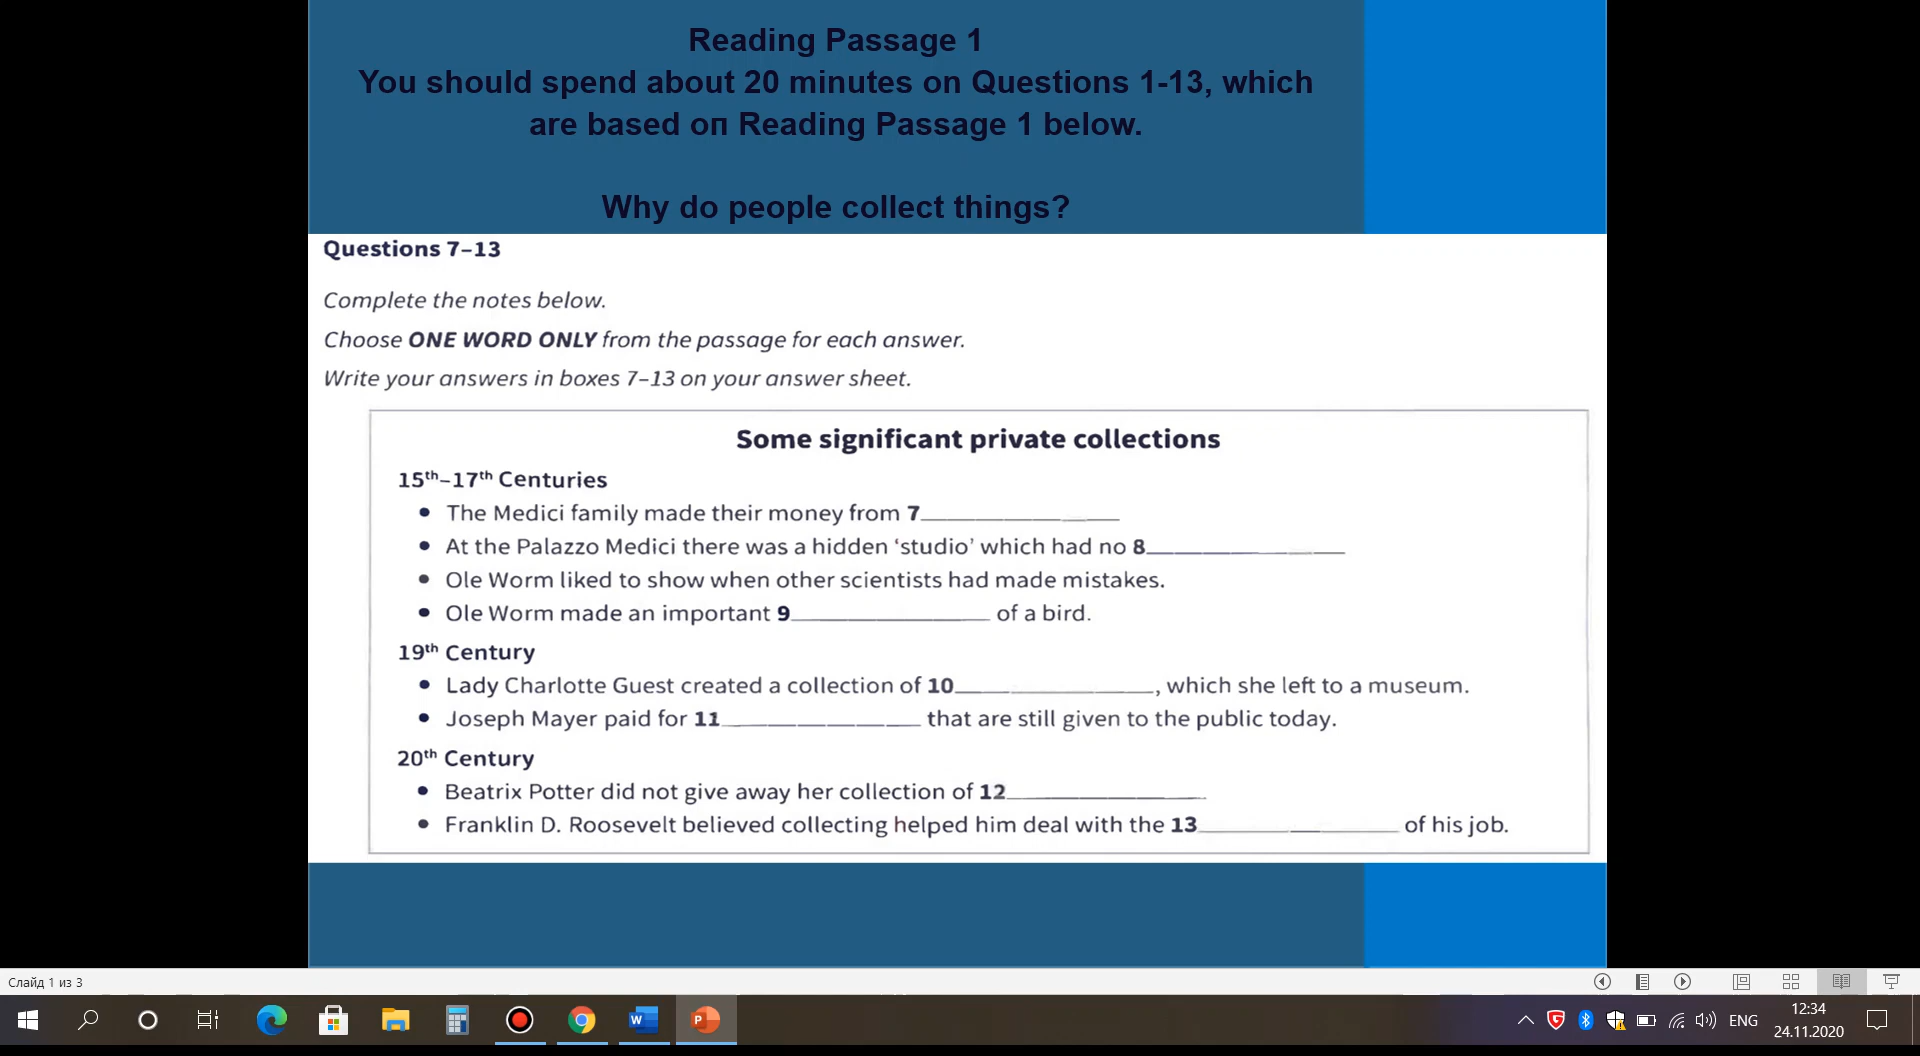 Reading Passage 1
You should spend about 20 minutes on Questions 1-13, which
are based oп Reading Passage 1 below.
Why do people collect things?
Questions 7–13
Complete the notes below.
Choose ONE WORD ONLY from the passage for each answer.
Write your answers in boxes 7–13 on your answer sheet.
Some significant private collections
15th–17th Centuries
• The Medici family made their money from 7____________
• At the Palazzo Medici there was a hidden ‘studio’ which had no 8____________
• Ole Worm liked to show when other scientists had made mistakes.
• Ole Worm made an important 9____________ of a bird.
19th Century
• Lady Charlotte Guest created a collection of 10____________, which she left to a museum.
• Joseph Mayer paid for 11____________ that are still given to the public today.
20th Century
• Beatrix Potter did not give away her collection of 12____________
• Franklin D. Roosevelt believed collecting helped him deal with the 13____________ of his job.
Слайд 1 из 3
ENG
12:34
24.11.2020